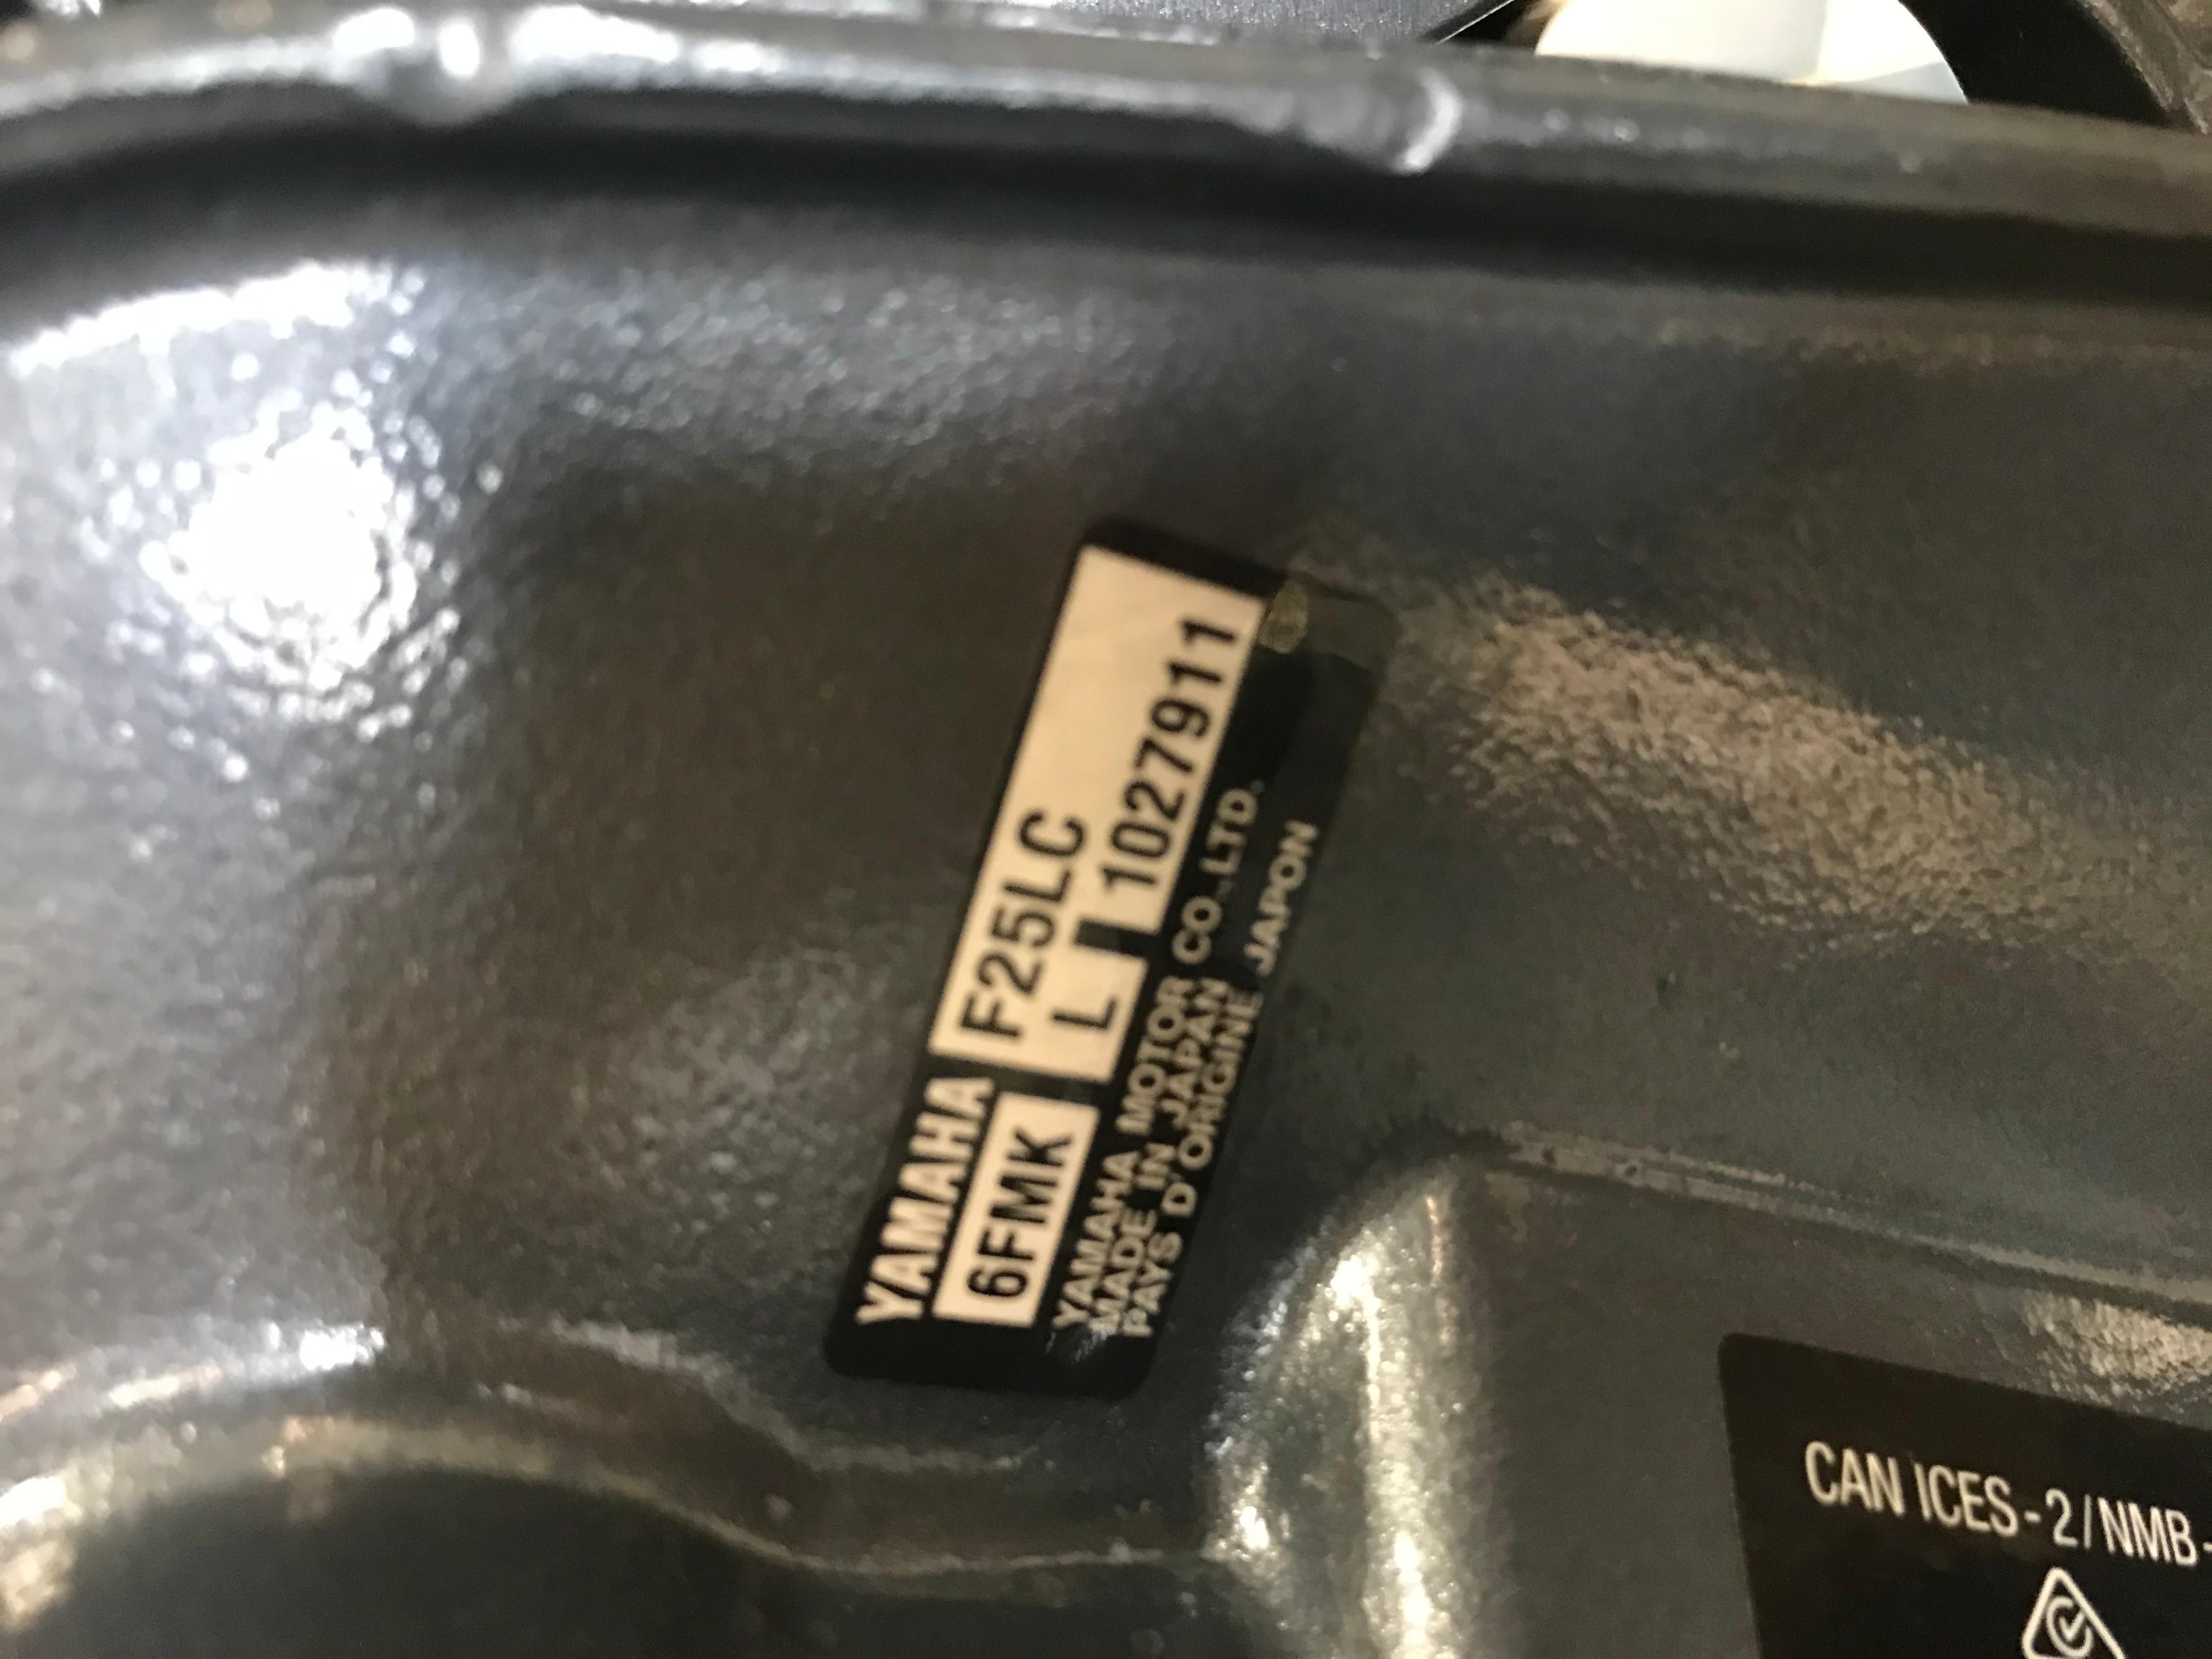 YAMAHA F25LC
6FMK L 1027911
YAMAHA MOTOR CO.,LTD.
MADE IN JAPAN
PAYS D'ORIGINE JAPON
CAN ICES-2/NMB-